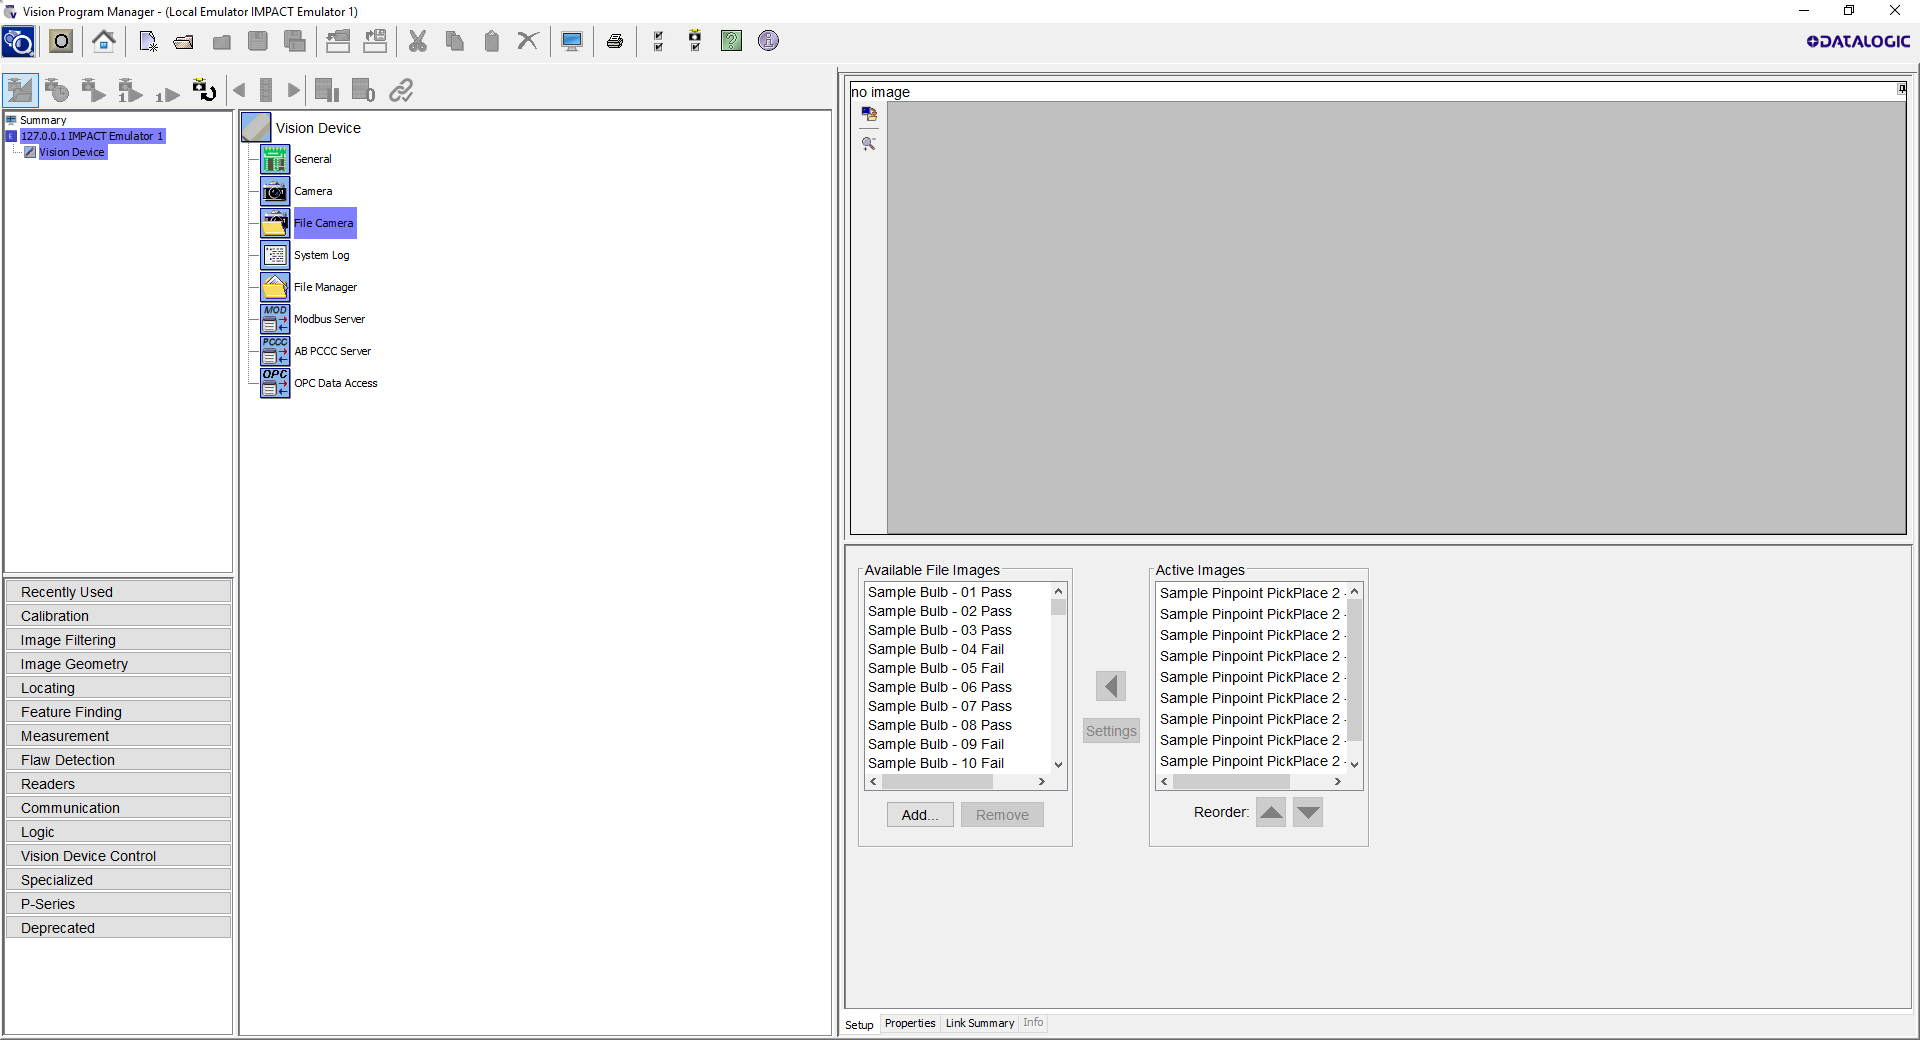 Vision Program Manager - (Local Emulator IMPACT Emulator 1)
DATALOGIC
Summary
127.0.0.1 IMPACT Emulator 1
Vision Device
Recently Used
Calibration
Image Filtering
Image Geometry
Locating
Feature Finding
Measurement
Flaw Detection
Readers
Communication
Logic
Vision Device Control
Specialized
P-Series
Deprecated
Vision Device
General
Camera
File Camera
System Log
File Manager
MOD
Modbus Server
PCCC
AB PCCC Server
OPC
OPC Data Access
no image
Available File Images
Sample Bulb - 01 Pass
Sample Bulb - 02 Pass
Sample Bulb - 03 Pass
Sample Bulb - 04 Fail
Sample Bulb - 05 Fail
Sample Bulb - 06 Pass
Sample Bulb - 07 Pass
Sample Bulb - 08 Pass
Sample Bulb - 09 Fail
Sample Bulb - 10 Fail
Add...
Remove
Settings
Active Images
Sample Pinpoint PickPlace 2 -
Sample Pinpoint PickPlace 2 -
Sample Pinpoint PickPlace 2 -
Sample Pinpoint PickPlace 2 -
Sample Pinpoint PickPlace 2 -
Sample Pinpoint PickPlace 2 -
Sample Pinpoint PickPlace 2 -
Sample Pinpoint PickPlace 2 -
Sample Pinpoint PickPlace 2 -
Reorder:
Setup
Properties
Link Summary
Info